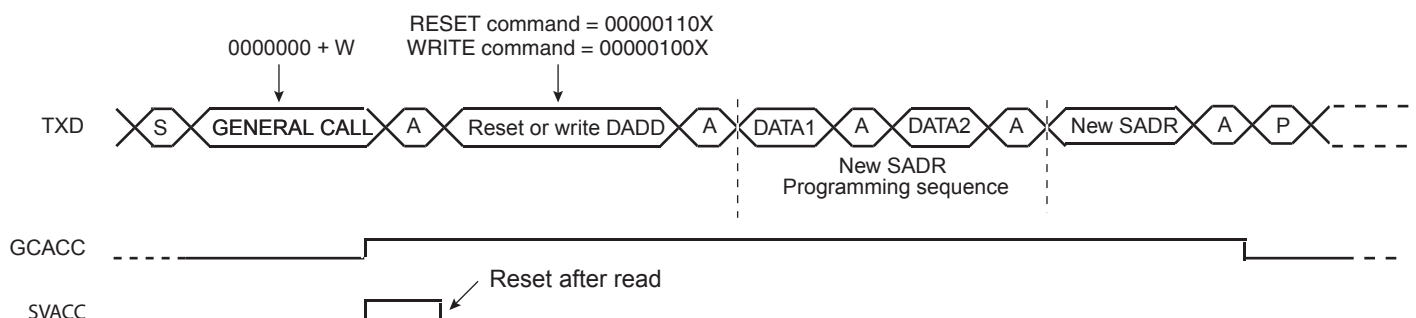 RESET command = 00000110X
0000000 + W WRITE command = 00000100X
TXD S GENERAL CALL A Reset or write DADD A DATA1 A DATA2 A New SADR A P
New SADR
Programming sequence
GCACC
Reset after read
SVACC